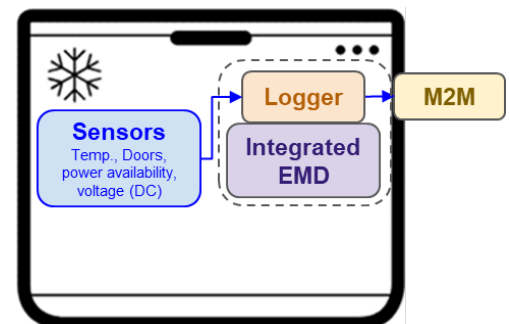 Sensors
Temp., Doors,
power availability,
voltage (DC)
Logger
Integrated
EMD
M2M